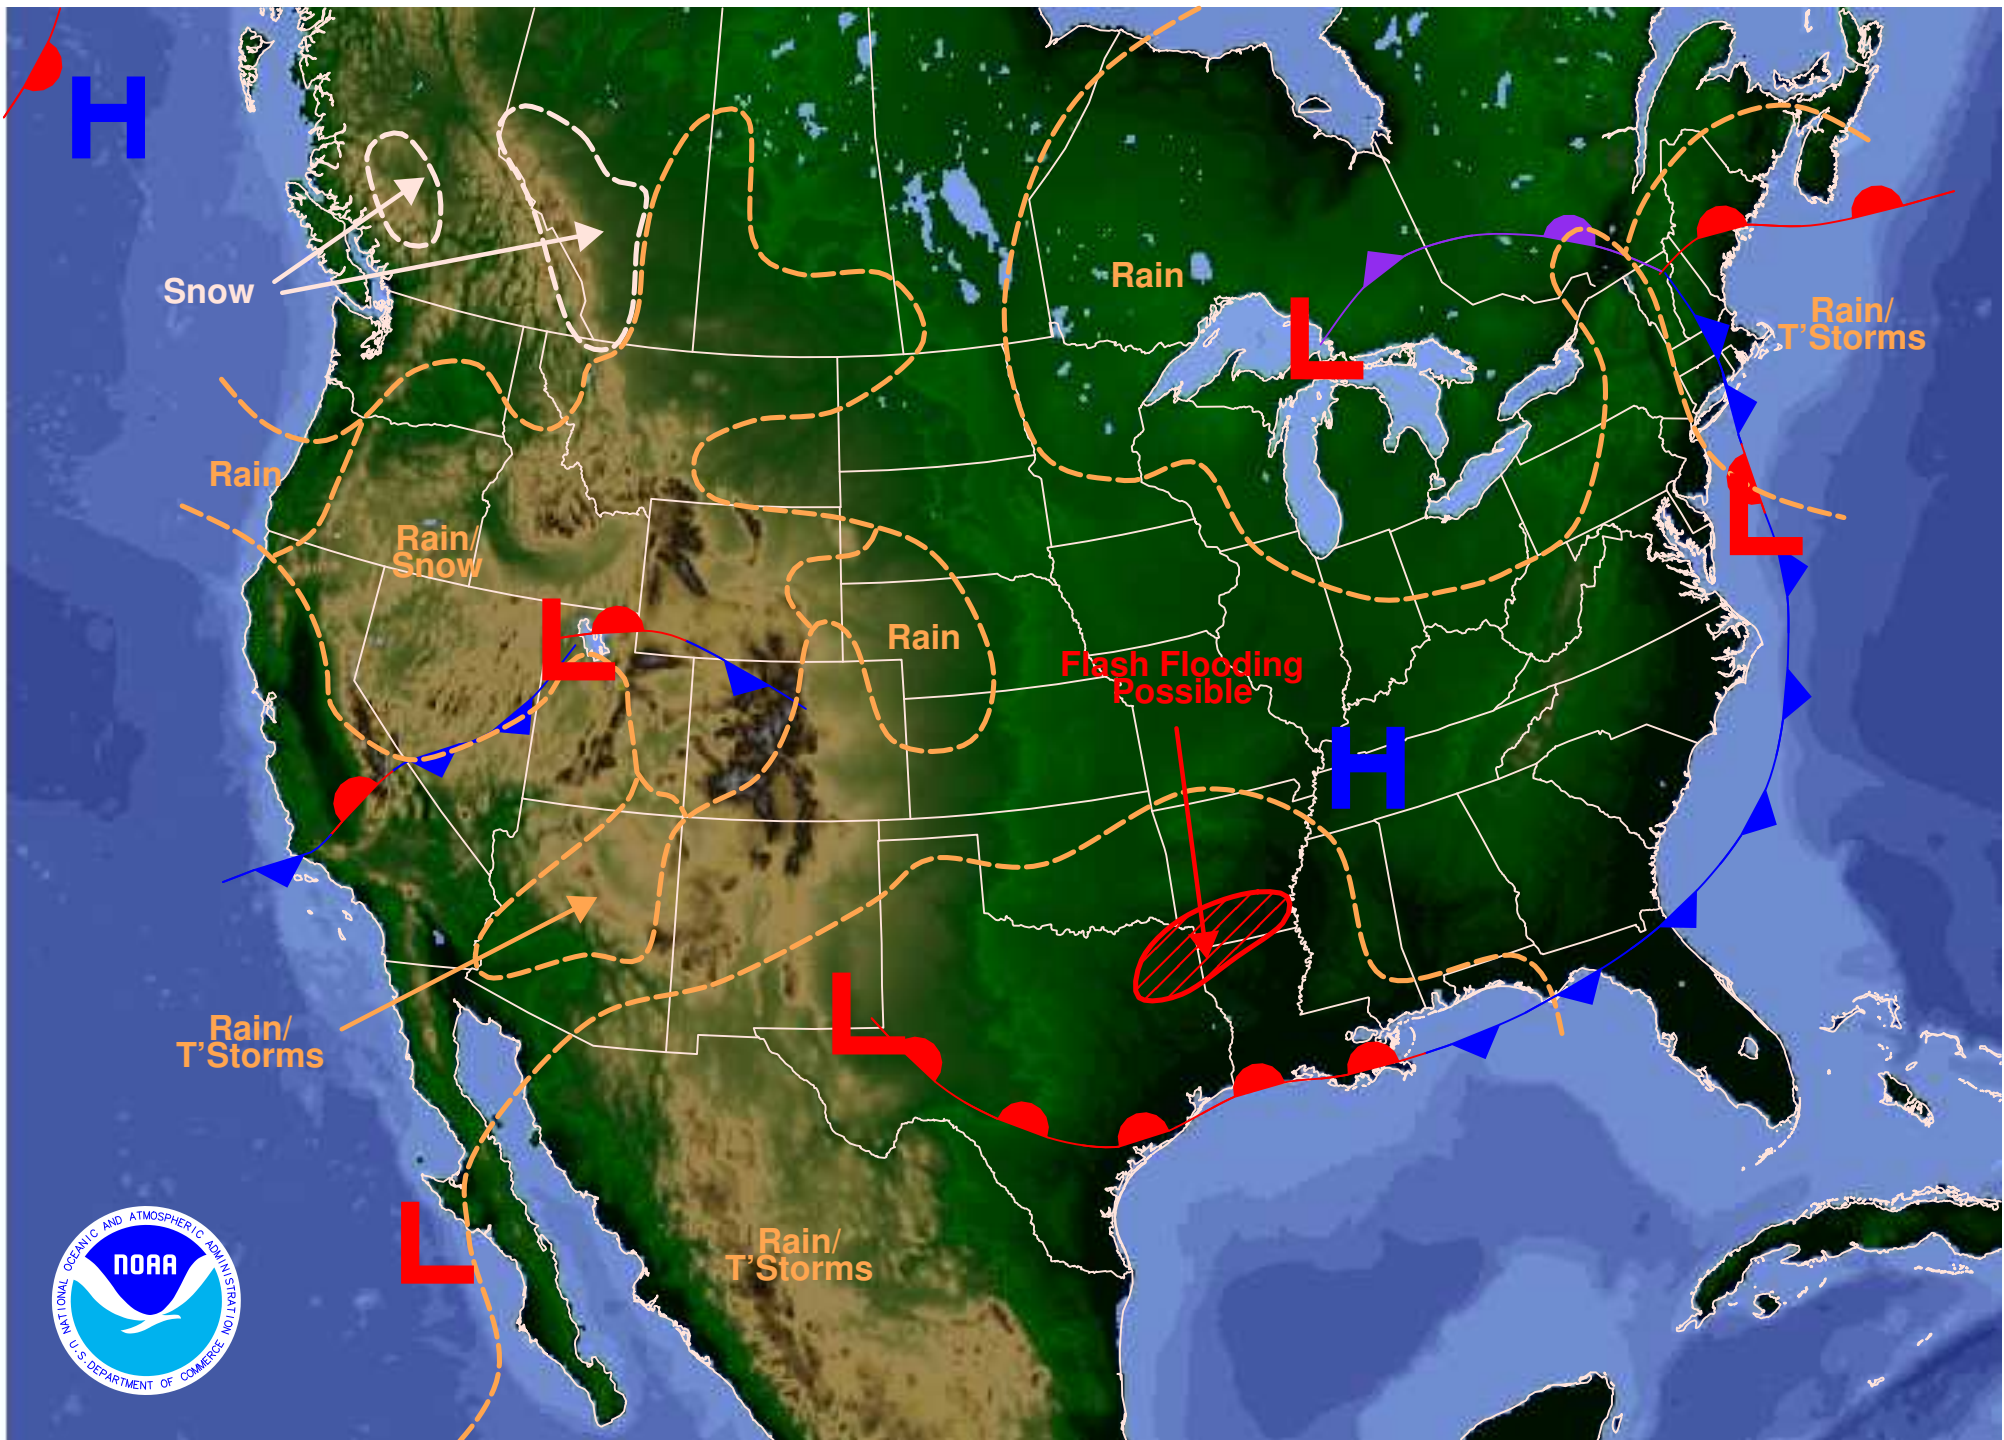 H
Snow
Rain
L
Rain/
T'Storms
Rain
Rain/
Snow
L
Rain
Flash Flooding
Possible
L
H
L
Rain/
T'Storms
L
Rain/
T'Storms
NATIONAL OCEANIC AND ATMOSPHERIC ADMINISTRATION
NOAA
U.S. DEPARTMENT OF COMMERCE